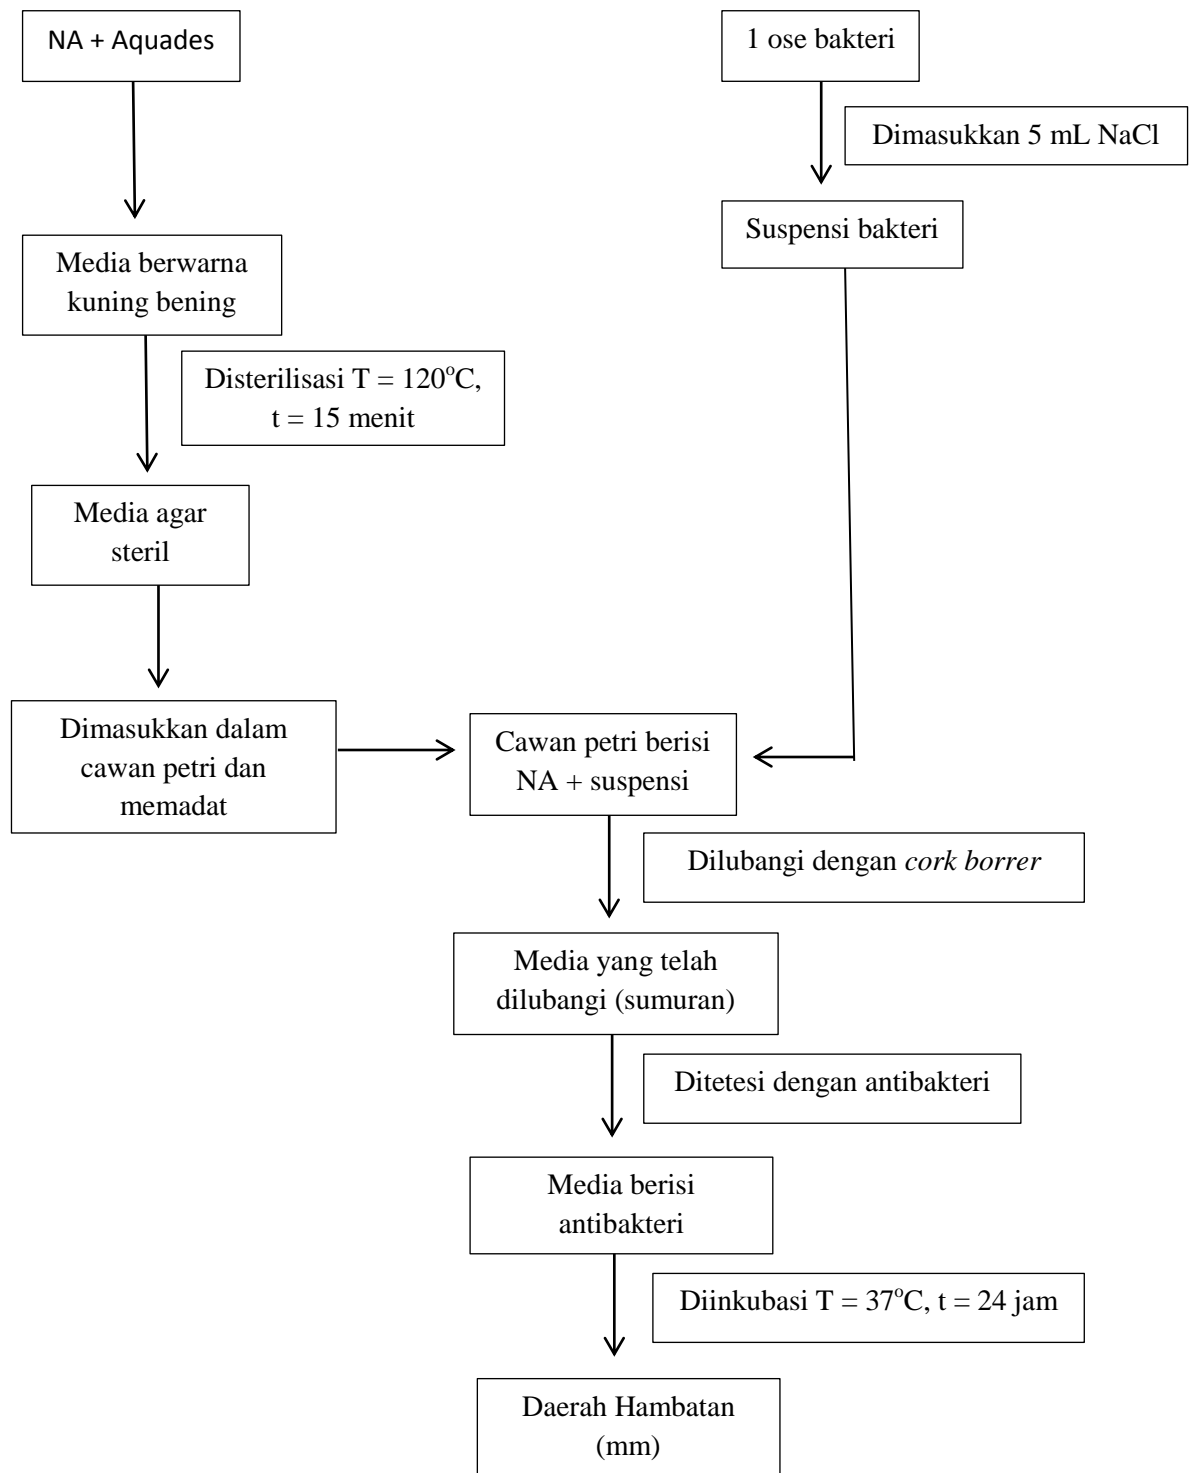 NA + Aquades
1 ose bakteri
Dimasukkan 5 mL NaCl
Suspensi bakteri
Media berwarna
kuning bening
Disterilisasi T = 120°C,
t = 15 menit
Media agar
steril
Dimasukkan dalam
cawan petri dan
memadat
Cawan petri berisi
NA + suspensi
Dilubangi dengan cork borrer
Media yang telah
dilubangi (sumuran)
Ditetesi dengan antibakteri
Media berisi
antibakteri
Diinkubasi T = 37°C, t = 24 jam
Daerah Hambatan
(mm)